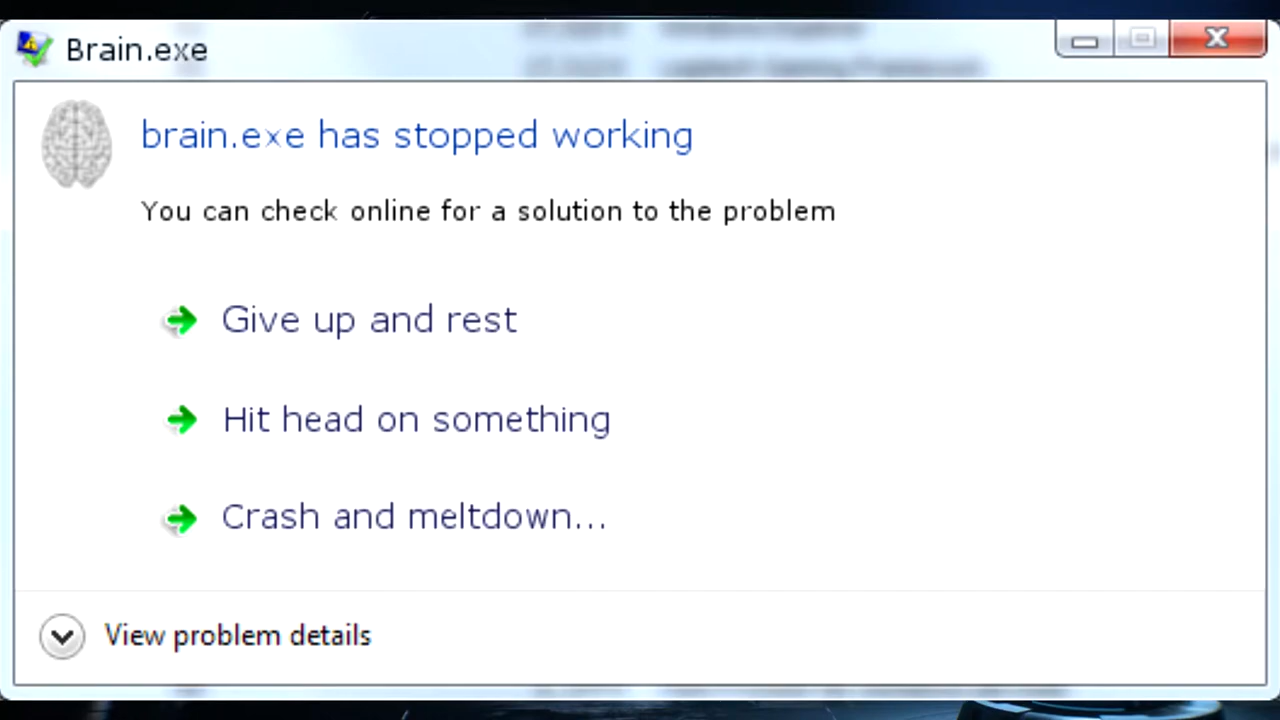 Brain.exe
brain.exe has stopped working
You can check online for a solution to the problem
Give up and rest
Hit head on something
Crash and meltdown...
View problem details